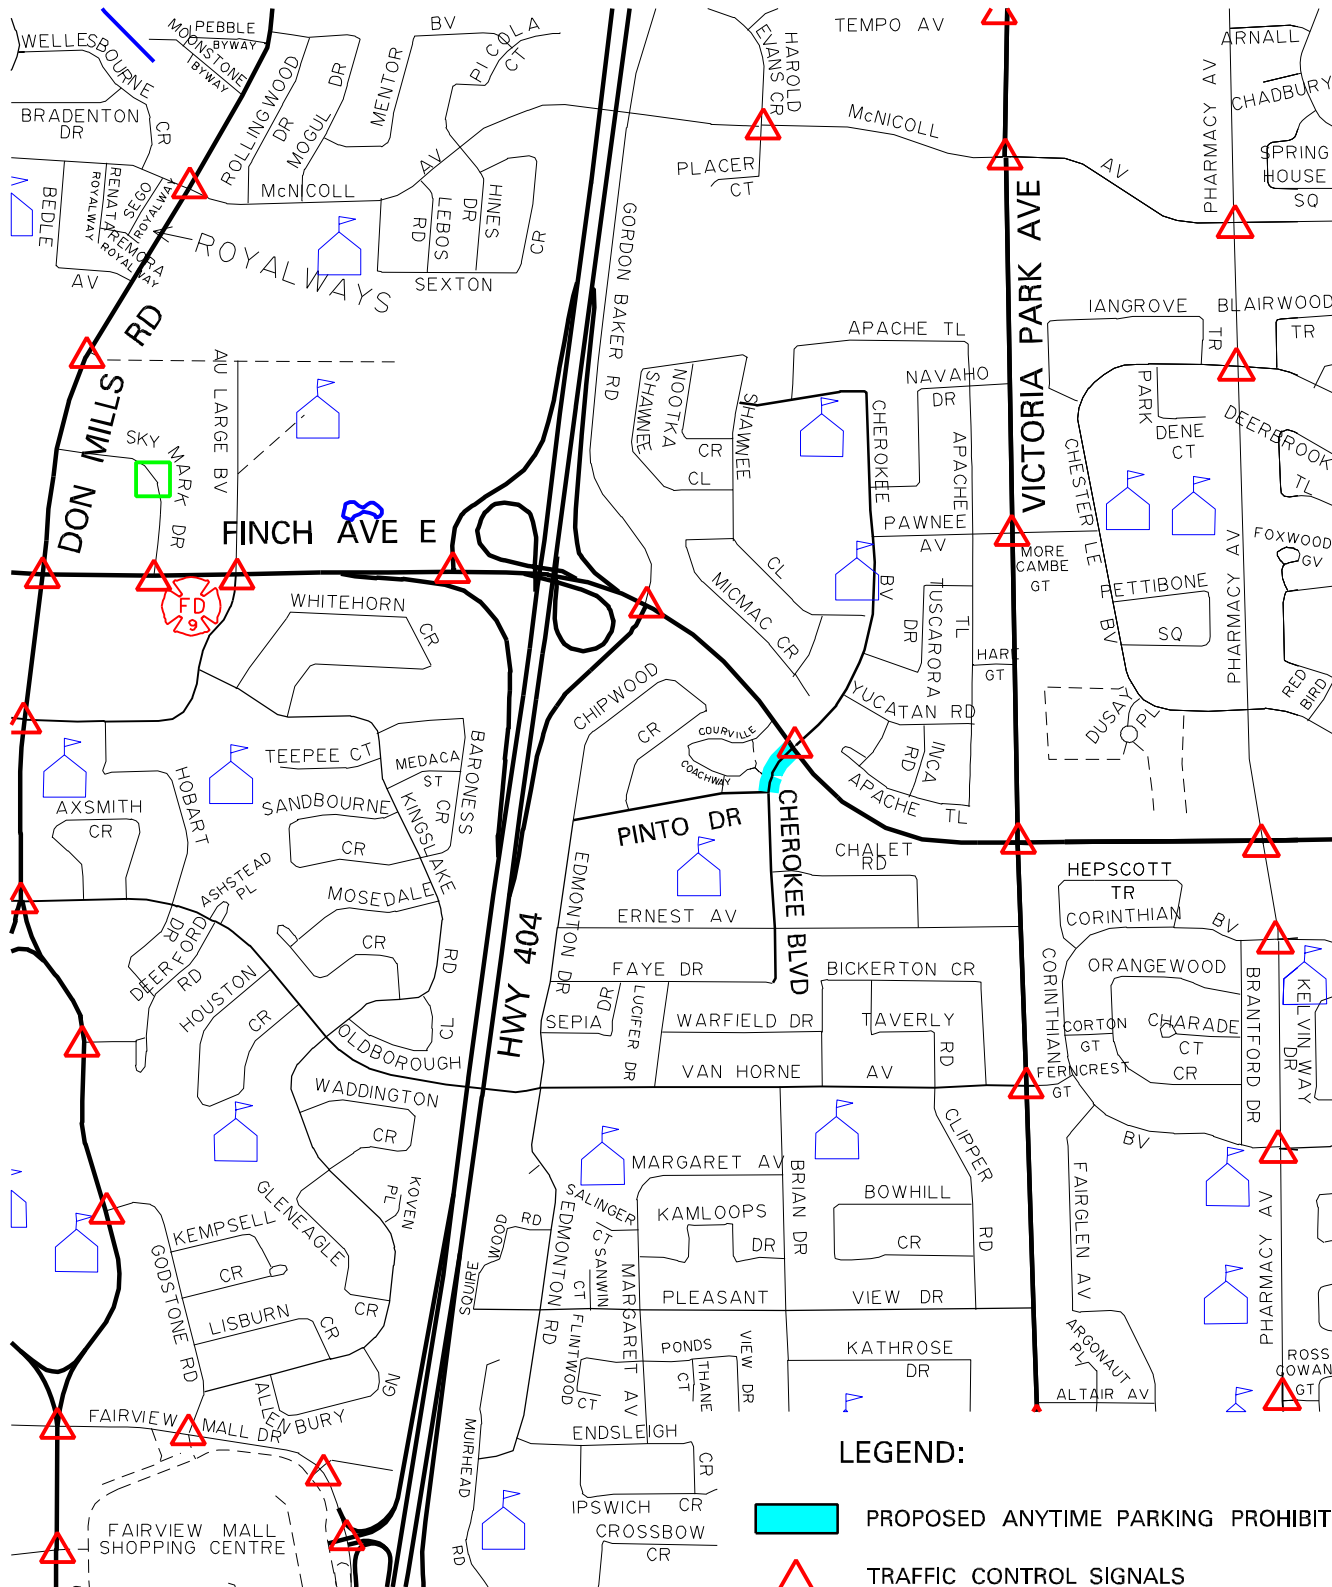 PEBBLE
BYWAY
MOONSTONE
BYWAY
WELLESBOURNE
CR
BRADENTON
DR
ROLLINGWOOD
DR
MOGUL
DR
MENTOR
BV
PICOLA
CT
McNICOLL
AV
BEDLE
AV
RENAT
ROYALWAY
SEGO
ROYALWAY
AREMORA
ROYALWAY
ROYALWAYS
LEBOS
RD
HINES
DR
SEXTON
CR
TEMPO AV
HAROLD
EVANS CR
McNICOLL
AV
PLACER
CT
GORDON BAKER RD
VICTORIA PARK AVE
PHARMACY AV
ARNALL
CHADBURY
SPRING
HOUSE
SQ
IANGROVE
TR
BLAIRWOOD
TR
DON MILLS RD
AU LARGE BV
SKY
MARK DR
FINCH AVE E
FD
9
APACHE TL
NAVAHO
DR
SHAWNEE
NOOTKA
CR
CL
SHAWNEE
CL
CHEROKEE
BV
APACHE
TL
PAWNEE
AV
MICMAC CR
TUSCARORA
DR
YUCATAN RD
INCA
RD
APACHE TL
HARE
GT
MORE
CAMBE
GT
CHESTER LE BV
PARK
DENE
CT
DEERBROOK
TL
FOXWOOD
GV
PETTIBONE
SQ
PHARMACY AV
RED
BIRD
DUSAY
PL
WHITEHORN
CR
CHIPWOOD
CR
COURVILLE
COACHWAY
TEEPEE CT
MEDACA
ST
BARONESS
CR
SANDBOURNE
CR
KINGSLAKE
RD
AXSMITH
CR
HOBART
DR
ASHSTEAD
PL
DEERFORD
RD
MOSEDALE
CR
HOUSTON
CR
OLDBOROUGH
CL
HWY 404
PINTO DR
CHEROKEE BLVD
CHALET
RD
ERNEST AV
EDMONTON DR
FAYE DR
BICKERTON CR
SEPIA
DR
LUCIFER DR
WARFIELD DR
TAVERLY
RD
VAN HORNE AV
HEPSCOTT
TR
CORINTHIAN
BV
CORINTHIAN
ORANGEWOOD
CR
CORTON
GT
CHARADE
CT
FERNCREST
GT
BV
BRANTFORD DR
KELVIN WAY
DR
WADDINGTON
CR
GLENEAGLE
CR
KOVEN
PL
KEMPSELL
CR
LISBURN
CR
GODSTONE RD
ALLENBURY
GN
FAIRVIEW MALL DR
FAIRVIEW MALL
SHOPPING CENTRE
MARGARET AV
BRIAN DR
CLIPPER
RD
SALINGER
CT
KAMLOOPS
DR
BOWHILL
CR
SQUIRE
WOOD
RD
EDMONTON RD
SANWIN
CT
MARGARET AV
PLEASANT VIEW DR
FLINTWOOD
CT
PONDS
VIEW DR
THANE
CT
KATHROSE
DR
FAIRGLEN AV
ARGONAUT
PL
ALTAIR AV
PHARMACY AV
ROSS
COWAN
GT
MUIRHEAD
RD
ENDSLEIGH
CR
IPSWICH CR
CROSSBOW
CR
LEGEND:
PROPOSED ANYTIME PARKING PROHIBIT
TRAFFIC CONTROL SIGNALS